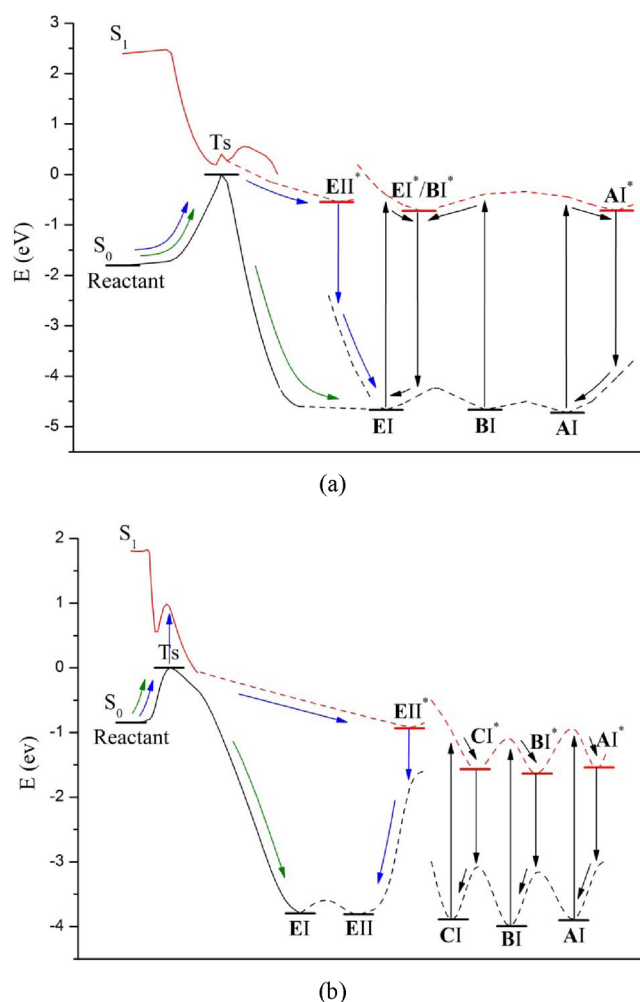 3
S1
2
1
Ts
0
EII*
EI*/BI*
AI*
-1
S0
Reactant
-2
E (eV)
-3
-4
-5
EI
BI
AI
(a)
2
S1
1
Ts
0
S0
Reactant
EII*
-1
CI*
BI*
AI*
E (ev)
-2
-3
-4
EI
EII
CI
BI
AI
(b)